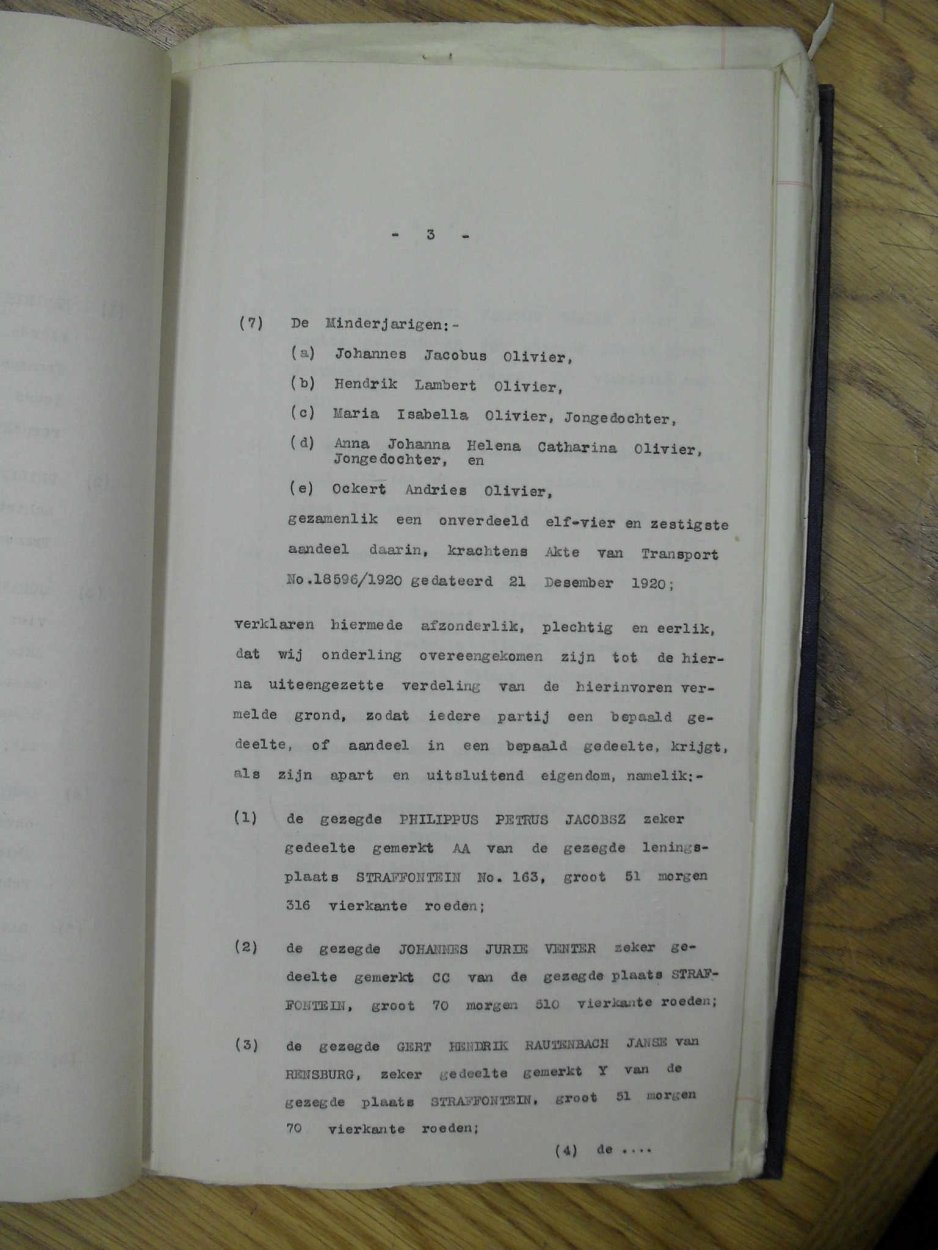 - 3 -
(7) De Minderjarigen:-
(a) Johannes Jacobus Olivier,
(b) Hendrik Lambert Olivier,
(c) Maria Isabella Olivier, Jongedochter,
(d) Anna Johanna Helena Catharina Olivier,
Jongedochter, en
(e) Ockert Andries Olivier,
gezamenlik een onverdeeld elf-vier en zestigste
aandeel daarin, krachtens Akte van Transport
No.18596/1920 gedateerd 21 Desember 1920;
verklaren hiermede afzonderlik, plechtig en eerlik,
dat wij onderling overeengekomen zijn tot de hier-
na uiteengezette verdeling van de hierinvoren ver-
melde grond, zodat iedere partij een bepaald ge-
deelte, of aandeel in een bepaald gedeelte, krijgt,
als zijn apart en uitsluitend eigendom, namelik:-
(1) de gezegde PHILIPPUS PETRUS JACOBSZ zeker
gedeelte gemerkt AA van de gezegde lenings-
plaats STRAFFONTEIN No. 163, groot 51 morgen
316 vierkante roeden;
(2) de gezegde JOHANNES JURIE VENTER zeker ge-
deelte gemerkt CC van de gezegde plaats STRAF-
FONTEIN, groot 70 morgen 510 vierkante roeden;
(3) de gezegde GERT HENDRIK RAUTENBACH JANSE van
RENSBURG, zeker gedeelte gemerkt Y van de
gezegde plaats STRAFFONTEIN, groot 51 morgen
70 vierkante roeden;
(4) de ....